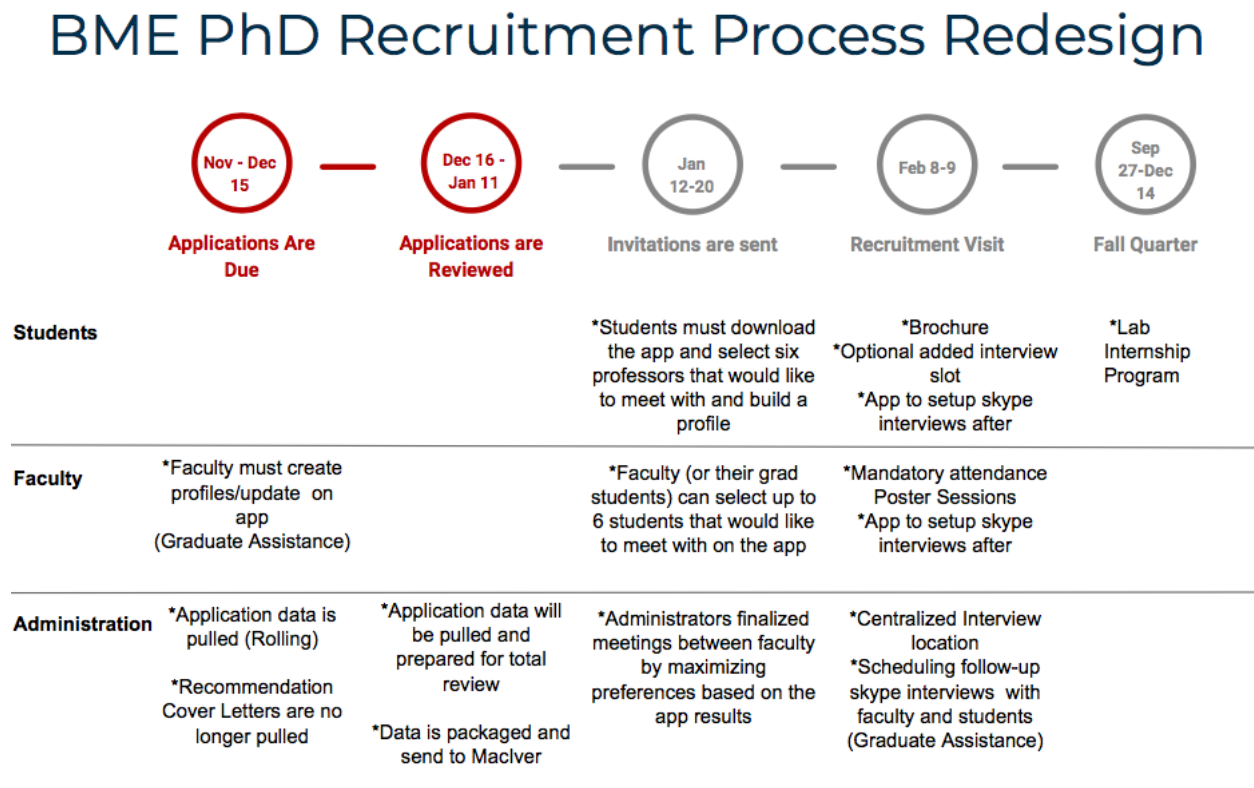 BME PhD Recruitment Process Redesign
Nov - Dec
15
Dec 16 -
Jan 11
Jan
12-20
Feb 8-9
Sep
27-Dec
14
Applications Are
Due
Applications are
Reviewed
Invitations are sent
Recruitment Visit
Fall Quarter
Students
*Students must download
the app and select six
professors that would like
to meet with and build a
profile
*Brochure
*Optional added interview
slot
*App to setup skype
interviews after
*Lab
Internship
Program
Faculty
*Faculty must create
profiles/update on
app
(Graduate Assistance)
*Faculty (or their grad
students) can select up to
6 students that would like
to meet with on the app
*Mandatory attendance
Poster Sessions
*App to setup skype
interviews after
Administration
*Application data is
pulled (Rolling)
*Recommendation
Cover Letters are no
longer pulled
*Application data will
be pulled and
prepared for total
review
*Data is packaged and
send to MacIver
*Administrators finalized
meetings between faculty
by maximizing
preferences based on the
app results
*Centralized Interview
location
*Scheduling follow-up
skype interviews with
faculty and students
(Graduate Assistance)